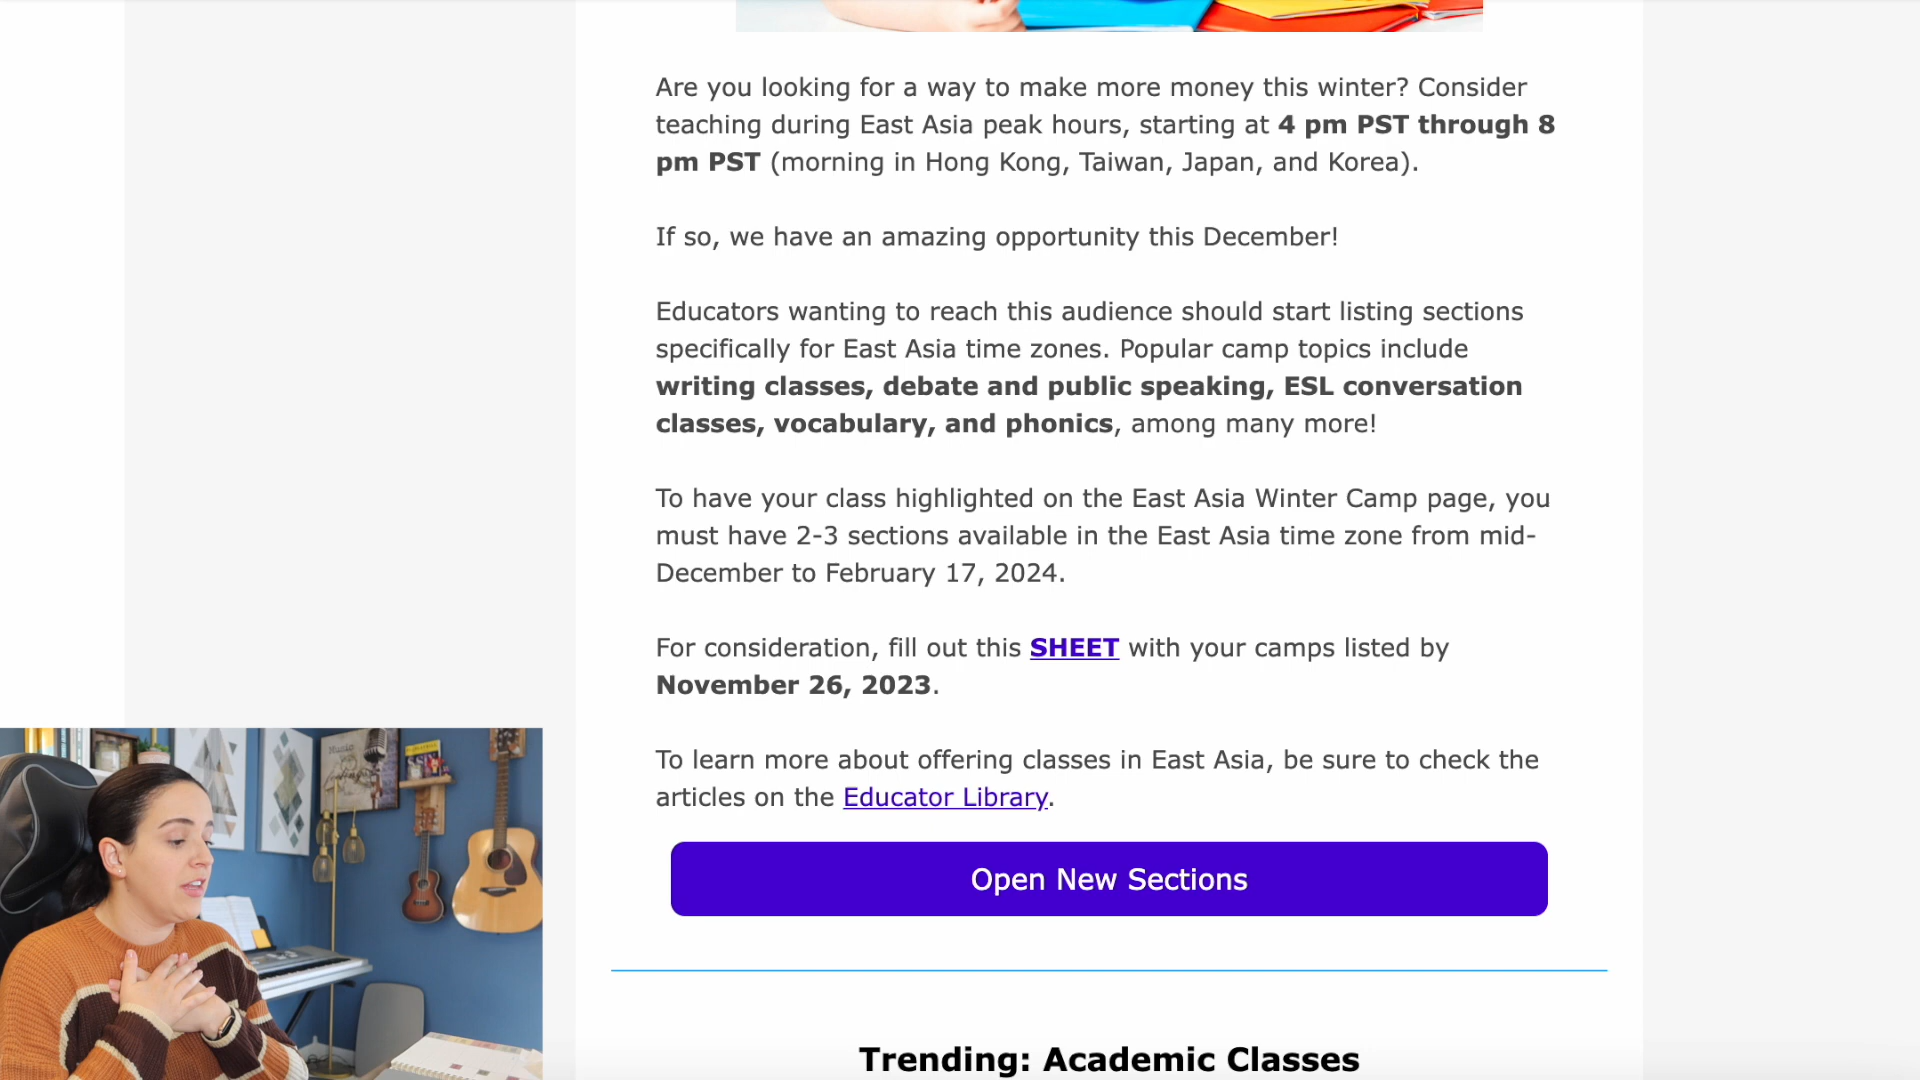 Are you looking for a way to make more money this winter? Consider
teaching during East Asia peak hours, starting at 4 pm PST through 8
pm PST (morning in Hong Kong, Taiwan, Japan, and Korea).
If so, we have an amazing opportunity this December!
Educators wanting to reach this audience should start listing sections
specifically for East Asia time zones. Popular camp topics include
writing classes, debate and public speaking, ESL conversation
classes, vocabulary, and phonics, among many more!
To have your class highlighted on the East Asia Winter Camp page, you
must have 2-3 sections available in the East Asia time zone from mid-
December to February 17, 2024.
For consideration, fill out this SHEET with your camps listed by
November 26, 2023.
To learn more about offering classes in East Asia, be sure to check the
articles on the Educator Library.
Open New Sections
Trending: Academic Classes
Music